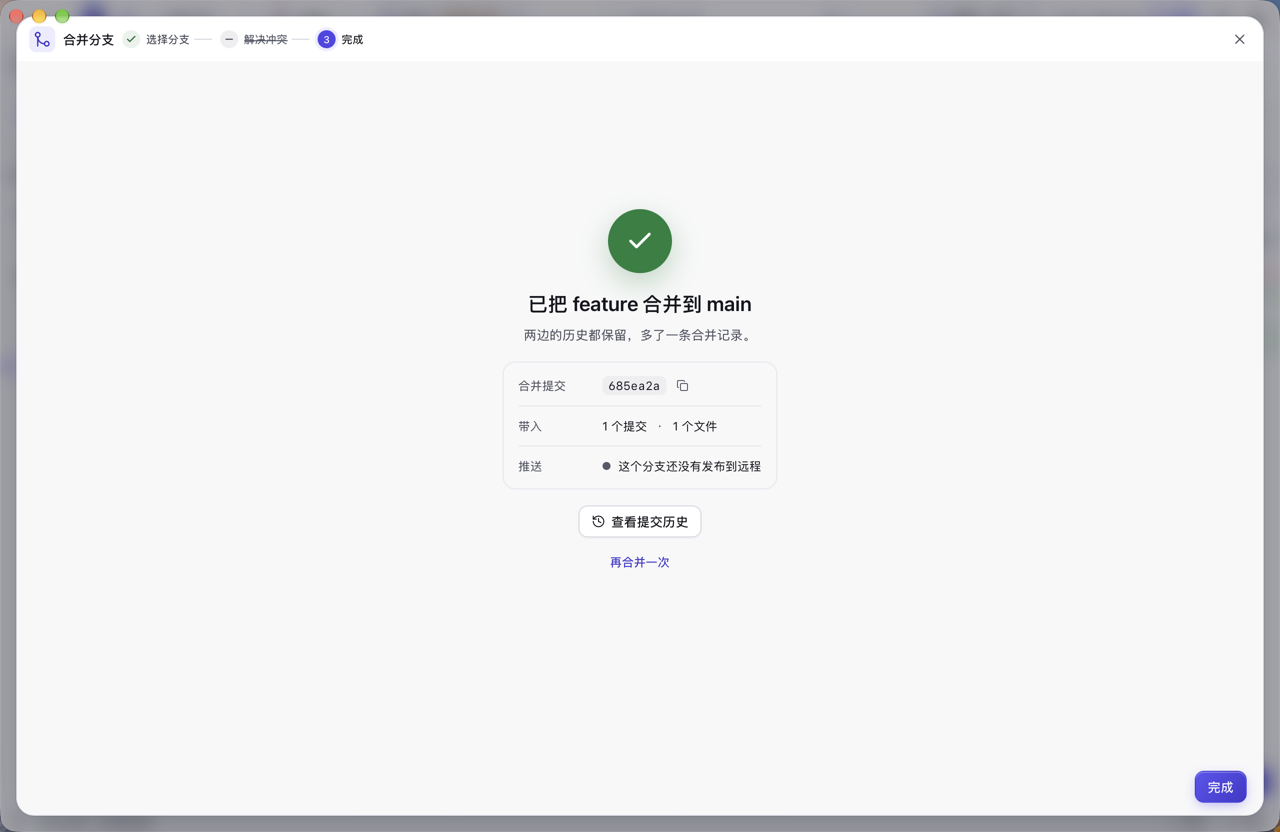 合并分支 选择分支 解决冲突 3 完成
已把 feature 合并到 main
两边的历史都保留，多了一条合并记录。
合并提交 685ea2a
带入 1 个提交 · 1 个文件
推送 这个分支还没有发布到远程
查看提交历史
再合并一次
完成